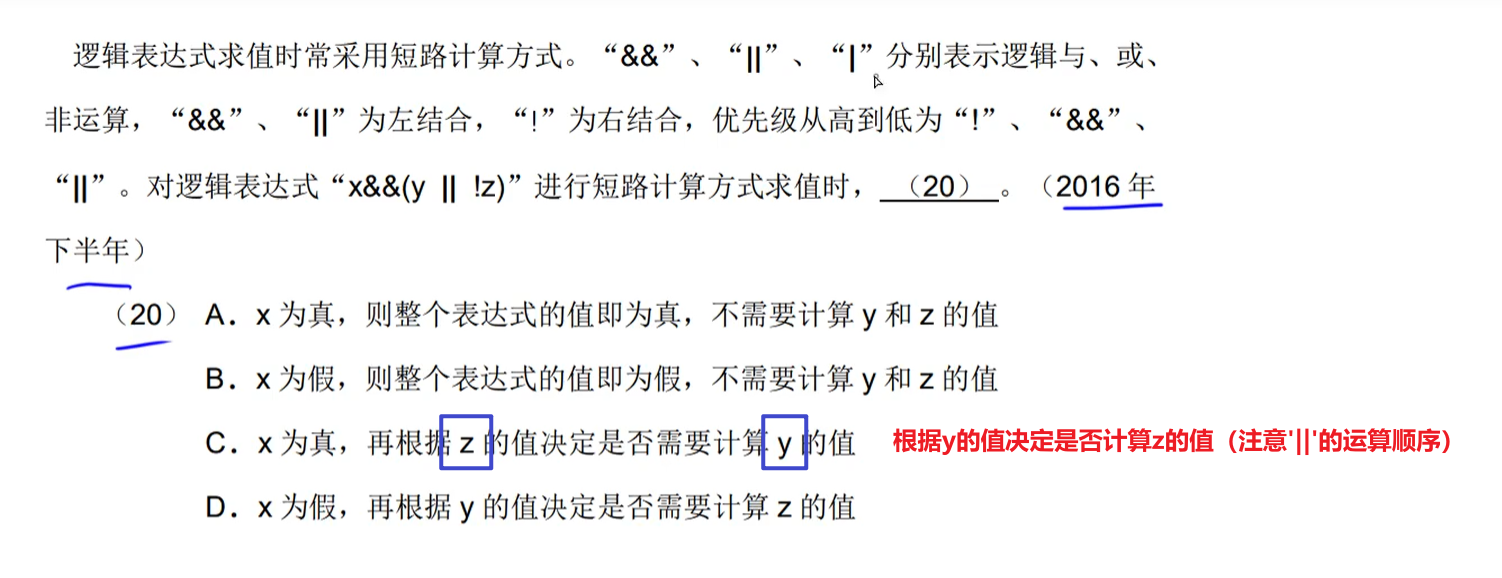 逻辑表达式求值时常采用短路计算方式。“&&”、“||”、“|”分别表示逻辑与、或、
非运算，“&&”、“||”为左结合，“!”为右结合，优先级从高到低为“!”、“&&”、
“||”。对逻辑表达式“x&&(y || !z)”进行短路计算方式求值时，（20）。（2016 年
下半年）
（20） A．x 为真，则整个表达式的值即为真，不需要计算 y 和 z 的值
B．x 为假，则整个表达式的值即为假，不需要计算 y 和 z 的值
C．x 为真，再根据 z 的值决定是否需要计算 y 的值 根据y的值决定是否计算z的值（注意'||'的运算顺序）
D．x 为假，再根据 y 的值决定是否需要计算 z 的值